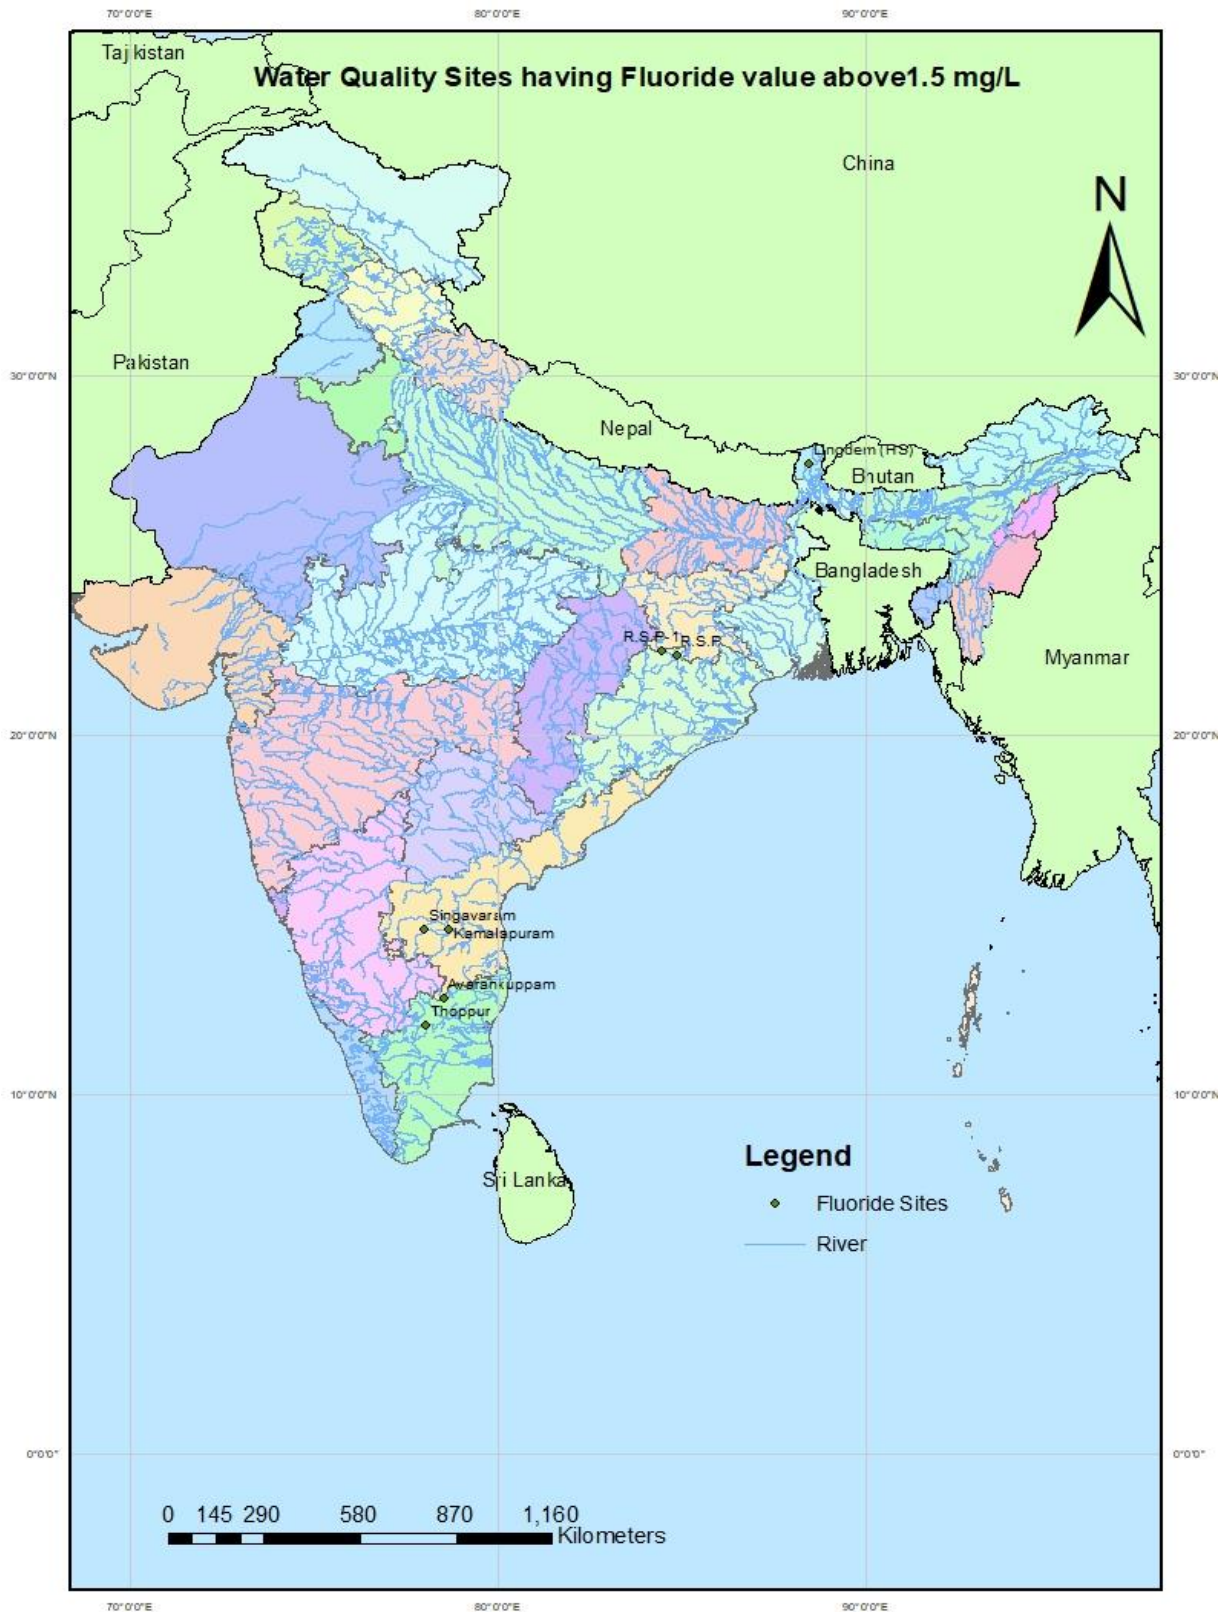 70°0'0"E 80°0'0"E 90°0'0"E
Tajikistan
Water Quality Sites having Fluoride value above1.5 mg/L
China
N
Pakistan
30°0'0"N 30°0'0"N
Nepal
Lingdem (HS)
Bhutan
Bangladesh
R.S.P-1 R.S.P
Myanmar
20°0'0"N 20°0'0"N
Singavaram
Kamalapuram
Avarankuppam
Thoppur
10°0'0"N 10°0'0"N
Legend
Sri Lanka
Fluoride Sites
River
0°0'0" 0°0'0"
0 145 290 580 870 1,160
Kilometers
70°0'0"E 80°0'0"E 90°0'0"E